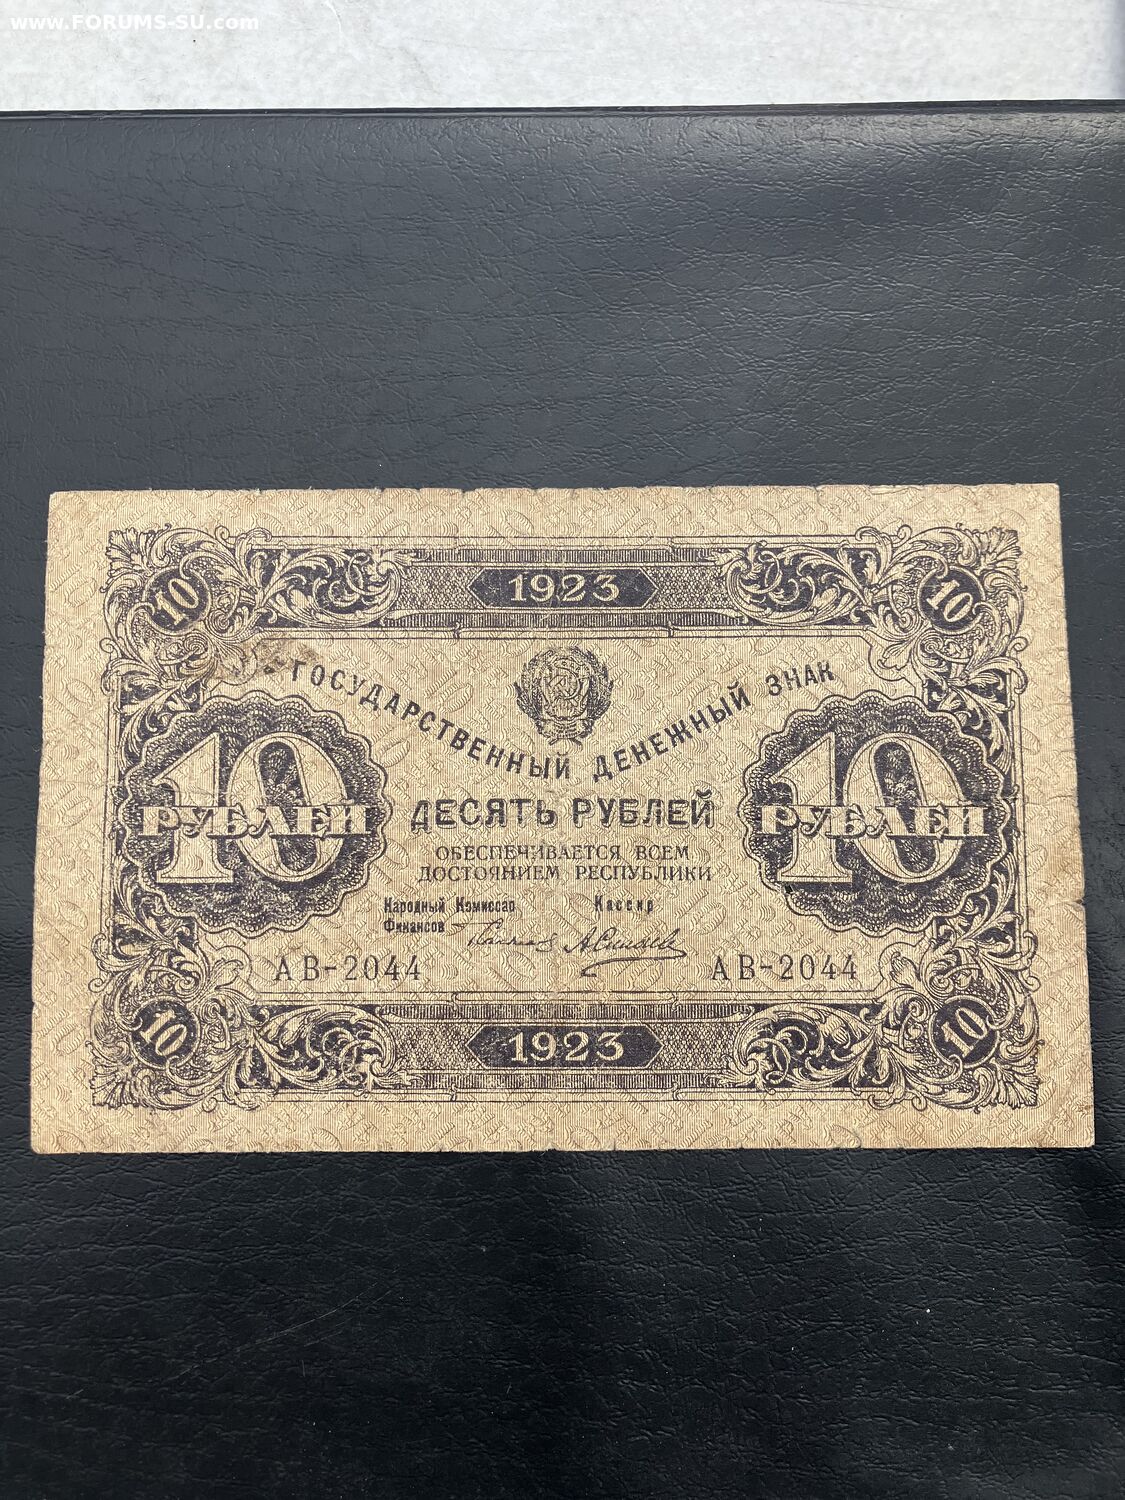 www.FORUMS-SU.com
1923
10 10
ГОСУДАРСТВЕННЫЙ ДЕНЕЖНЫЙ ЗНАК
10 10
РУБЛЕЙ РУБЛЕЙ
ДЕСЯТЬ РУБЛЕЙ
ОБЕСПЕЧИВАЕТСЯ ВСЕМ
ДОСТОЯНИЕМ РЕСПУБЛИКИ
Народный Комиссар Кассир
Финансов
АВ-2044 АВ-2044
10 10
1923